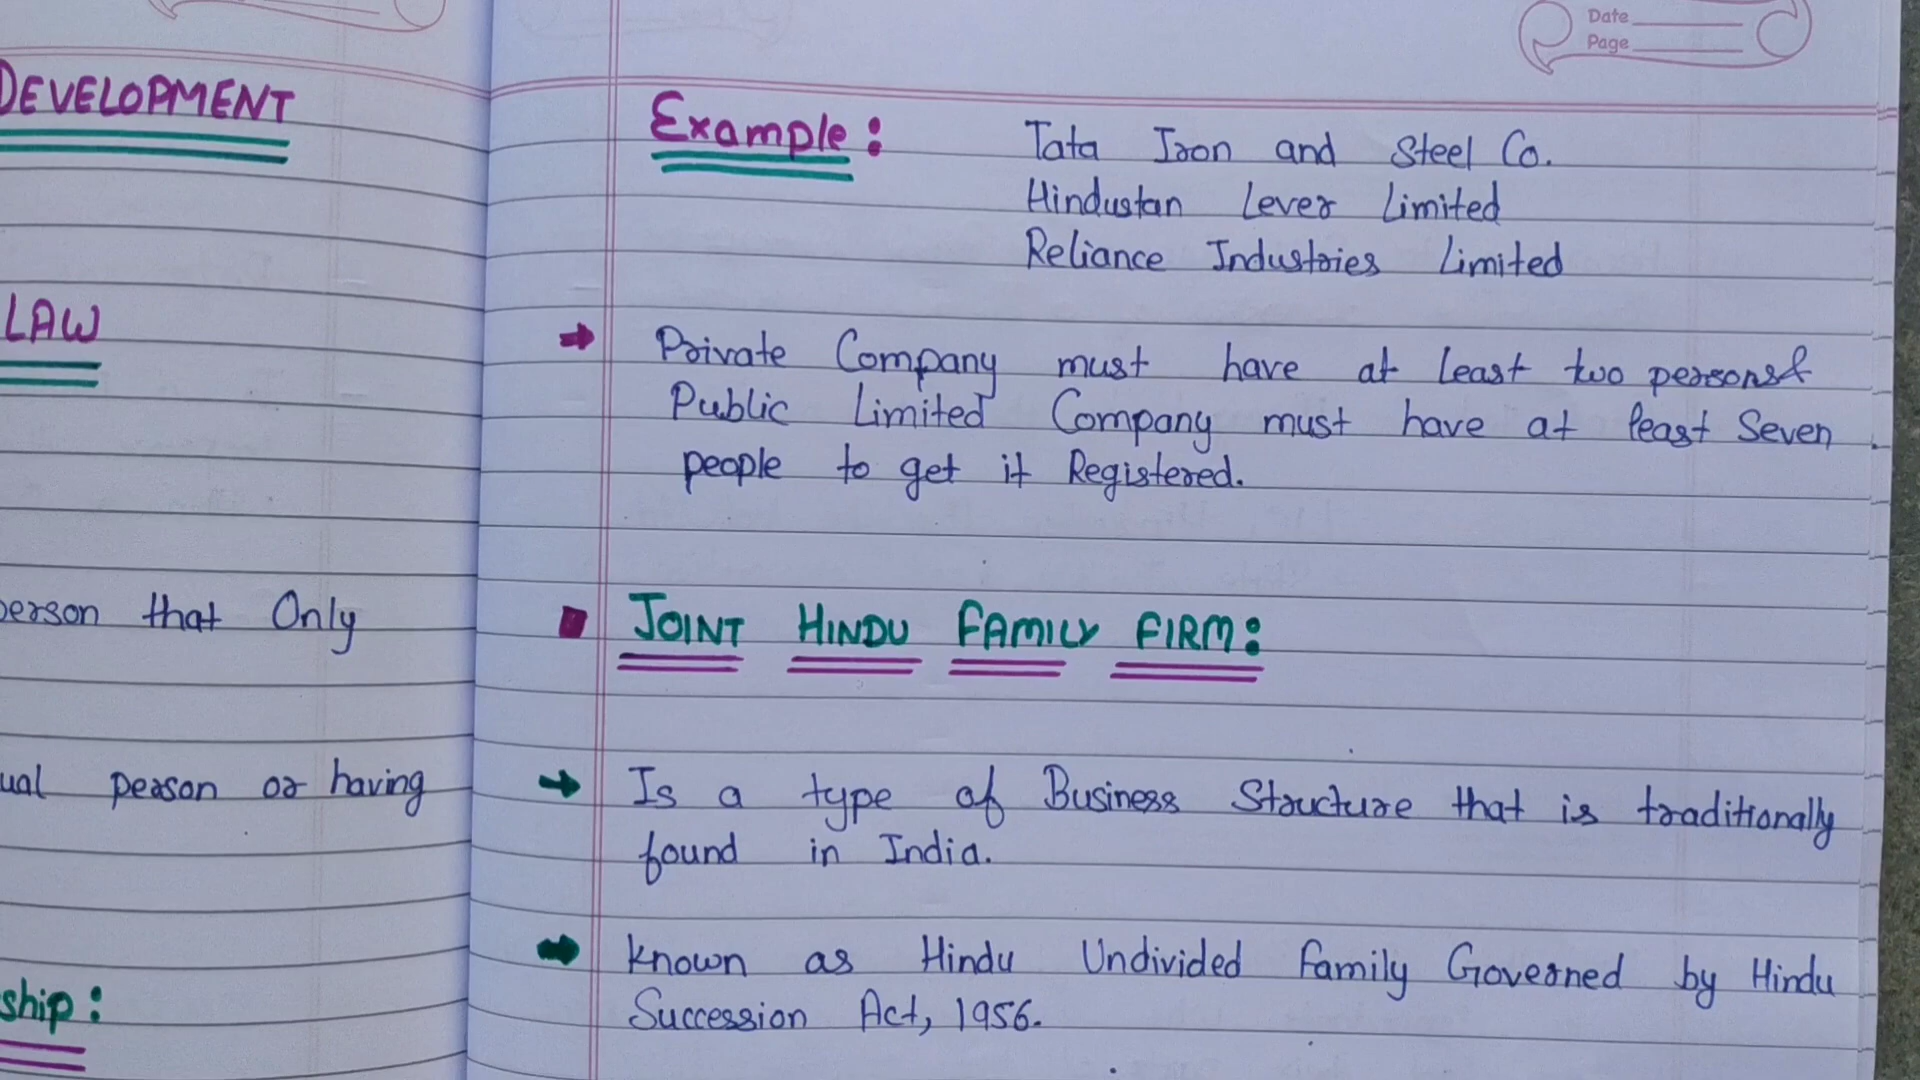 DEVELOPMENT
LAW
person that Only
ual person or having
ship:
Date
Page
Example: Tata Iron and Steel Co.
Hindustan Lever Limited
Reliance Industries Limited
Private Company must have at least two persons &
Public Limited Company must have at least Seven
people to get it Registered.
JOINT HINDU FAMILY FIRM:
Is a type of Business Structure that is traditionally
found in India.
Known as Hindu Undivided Family Governed by Hindu
Succession Act, 1956.